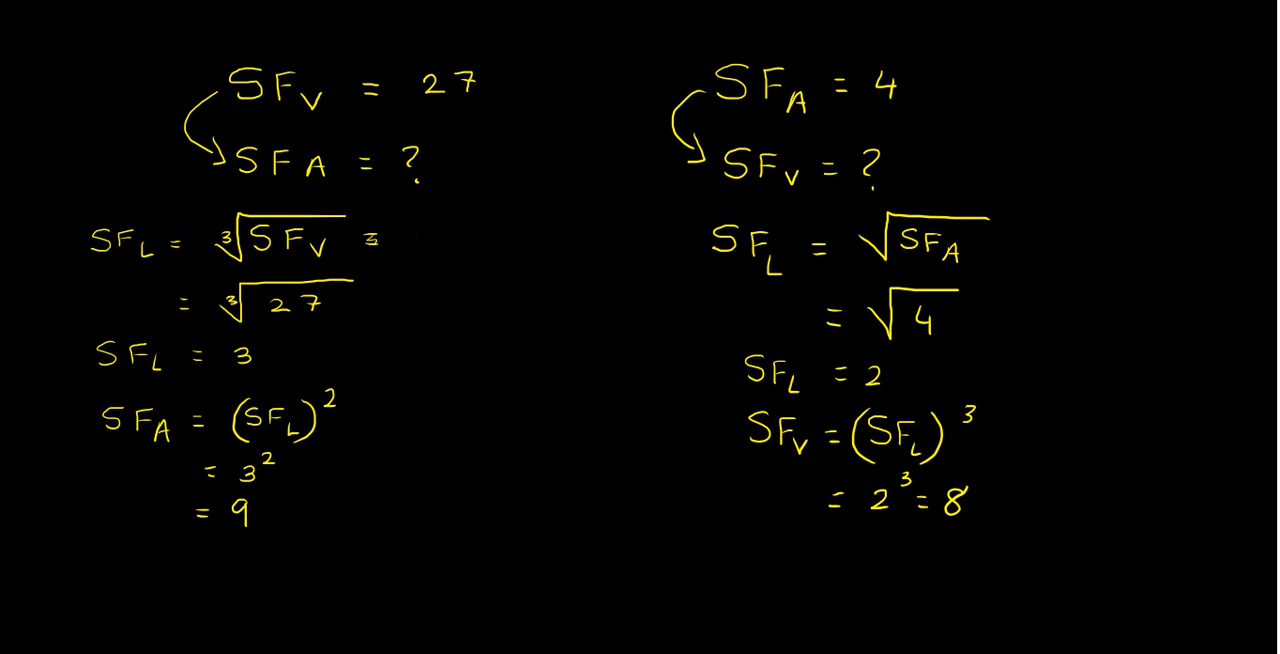 SF_V = 27
SFA = ?
SF_L = ∛SF_V =
= ∛27
SF_L = 3
SF_A = (SF_L)²
= 3²
= 9
SF_A = 4
SF_V = ?
SF_L = √SF_A
= √4
SF_L = 2
SF_V = (SF_L)³
= 2³ = 8